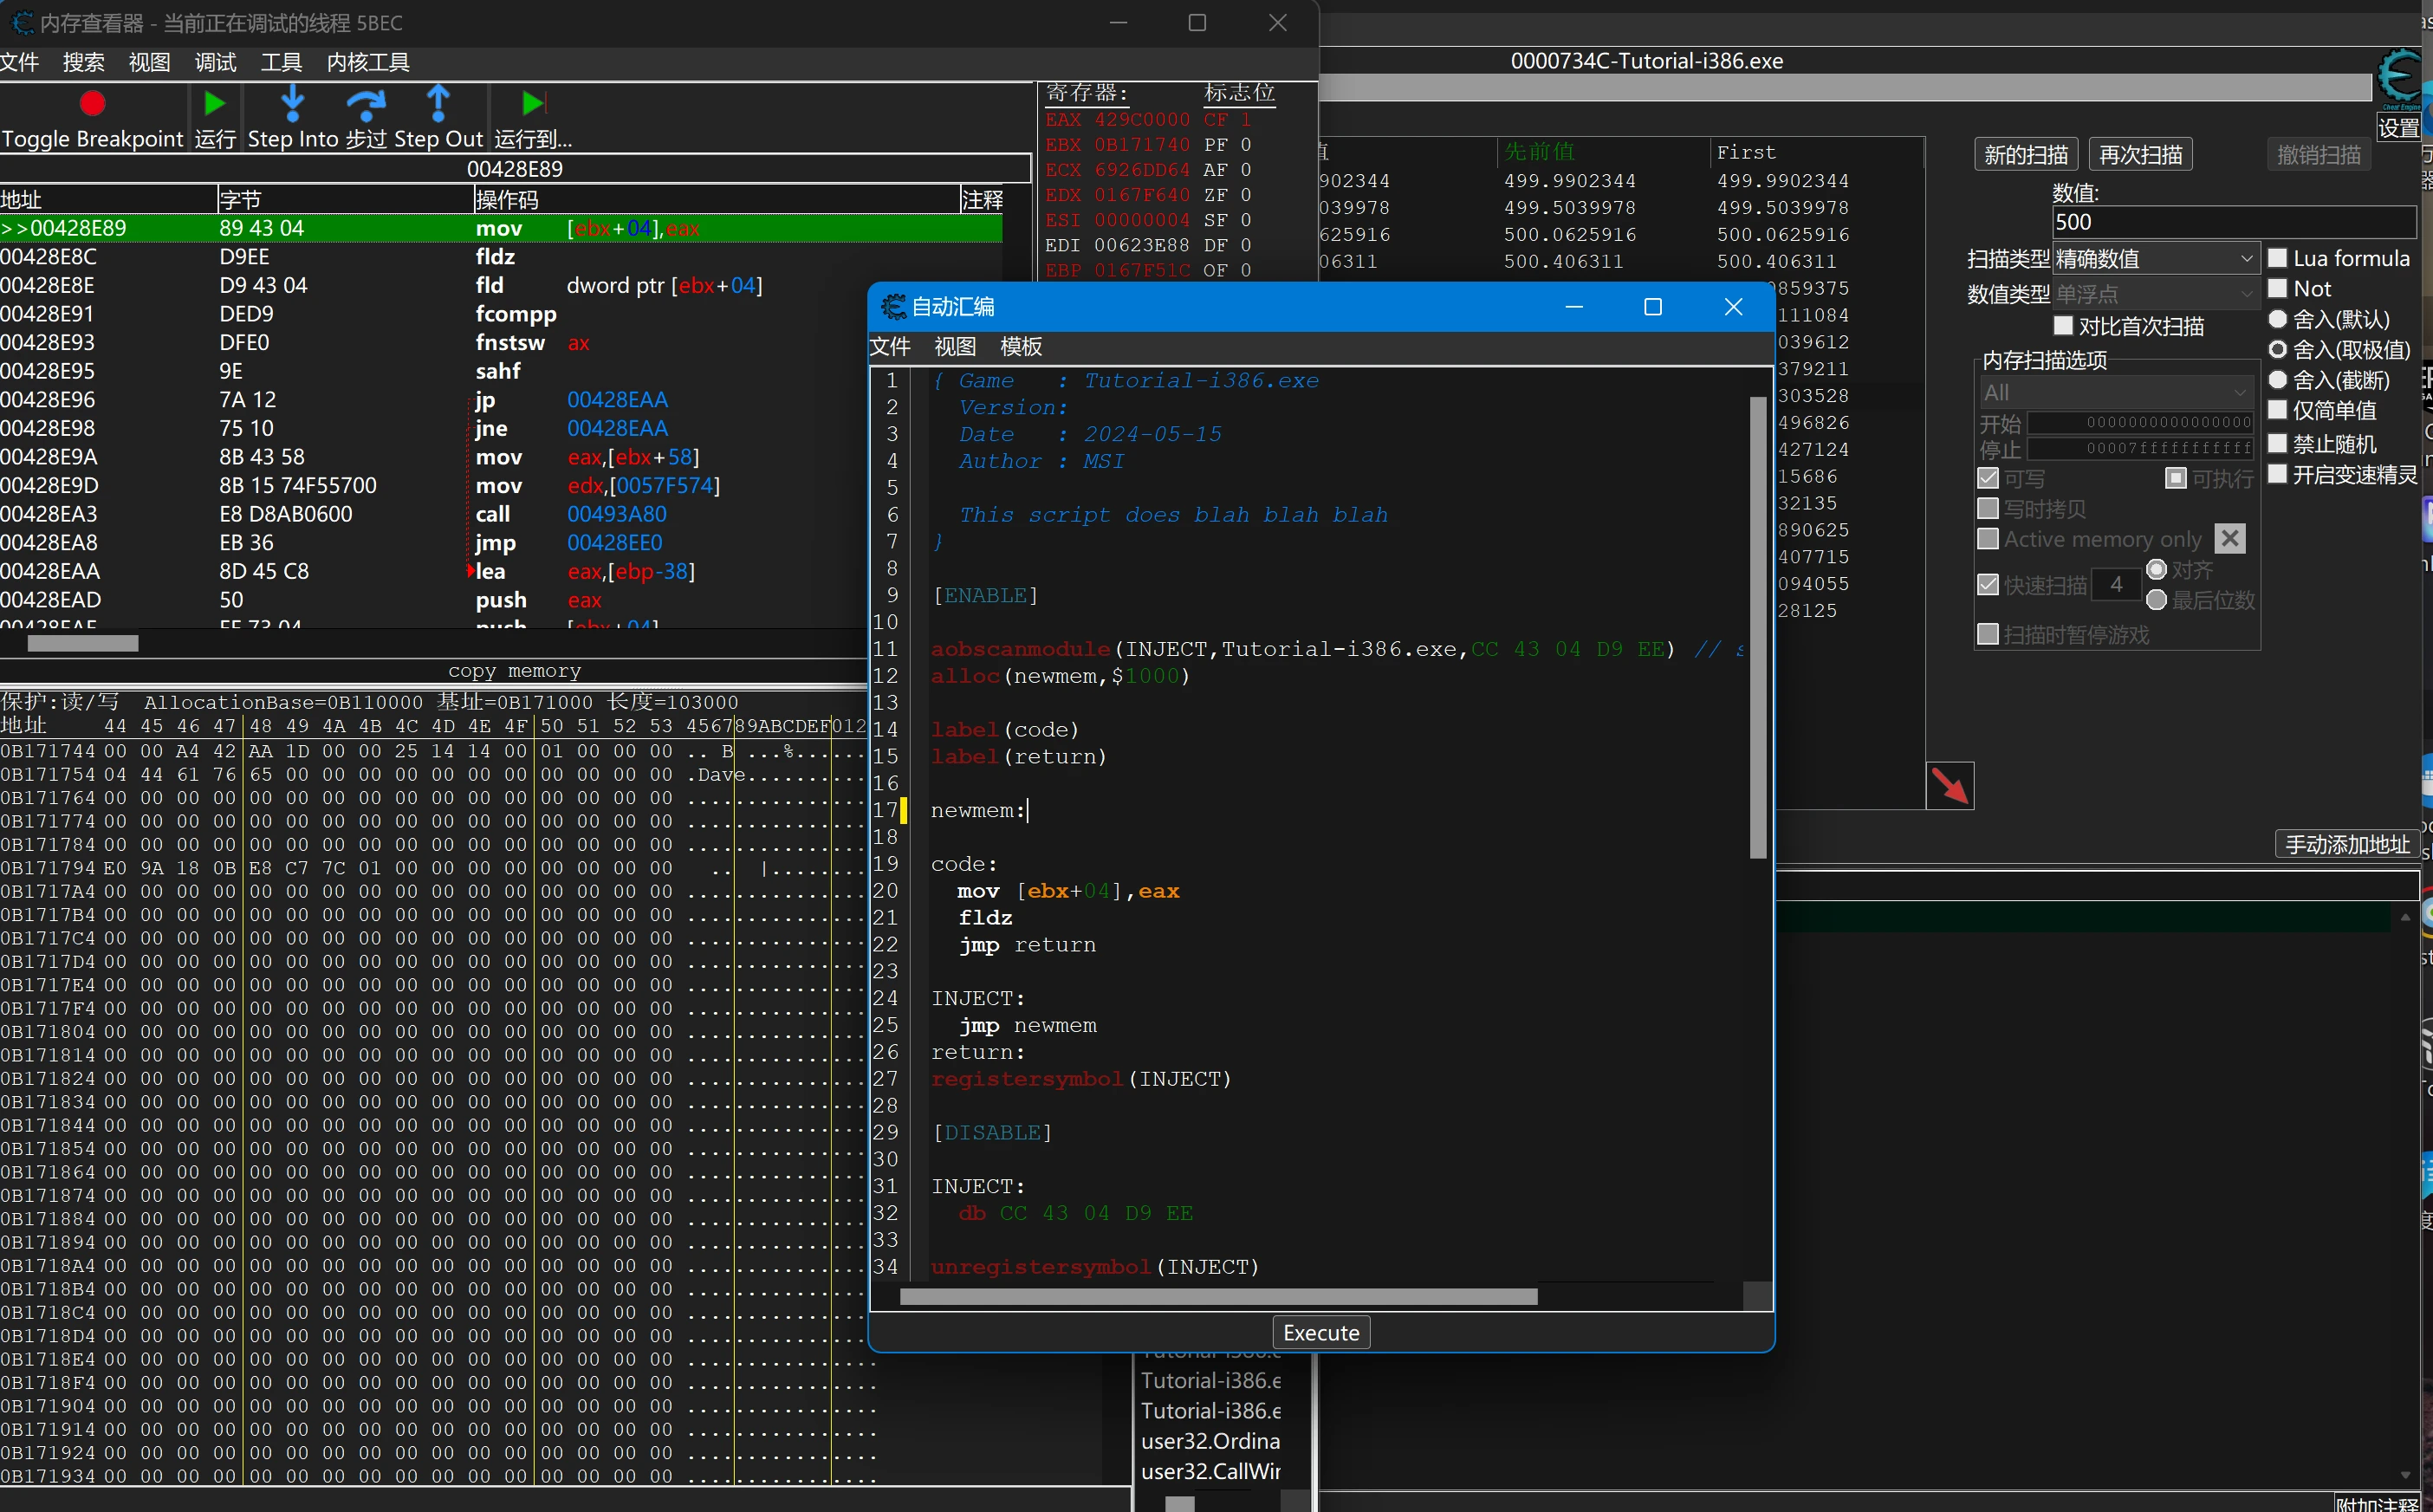 内存查看器 - 当前正在调试的线程 5BEC
文件 搜索 视图 调试 工具 内核工具
Toggle Breakpoint 运行 Step Into 步过 Step Out 运行到...
00428E89
地址 字节 操作码 注释
>>00428E89 89 43 04 mov [ebx+04],eax
00428E8C D9EE fldz
00428E8E D9 43 04 fld dword ptr [ebx+04]
00428E91 DED9 fcompp
00428E93 DFE0 fnstsw ax
00428E95 9E sahf
00428E96 7A 12 jp 00428EAA
00428E98 75 10 jne 00428EAA
00428E9A 8B 43 58 mov eax,[ebx+58]
00428E9D 8B 15 74F55700 mov edx,[0057F574]
00428EA3 E8 D8AB0600 call 00493A80
00428EA8 EB 36 jmp 00428EE0
00428EAA 8D 45 C8 lea eax,[ebp-38]
00428EAD 50 push eax
寄存器: 标志位
EAX 429C0000 CF 1
EBX 0B171740 PF 0
ECX 6926DD64 AF 0
EDX 0167F640 ZF 0
ESI 00000004 SF 0
EDI 00623E88 DF 0
EBP 0167F51C OF 0
copy memory
保护:读/写 AllocationBase=0B110000 基址=0B171000 长度=103000
地址 44 45 46 47 48 49 4A 4B 4C 4D 4E 4F 50 51 52 53 456789ABCDEF012
0B171744 00 00 A4 42 AA 1D 00 00 25 14 14 00 01 00 00 00 .. B ...%......
0B171754 04 44 61 76 65 00 00 00 00 00 00 00 00 00 00 00 .Dave..........
0B171764 00 00 00 00 00 00 00 00 00 00 00 00 00 00 00 00 ...............
0B171774 00 00 00 00 00 00 00 00 00 00 00 00 00 00 00 00 ...............
0B171784 00 00 00 00 00 00 00 00 00 00 00 00 00 00 00 00 ...............
0B171794 E0 9A 18 0B E8 C7 7C 01 00 00 00 00 00 00 00 00 .. |........
0B1717A4 00 00 00 00 00 00 00 00 00 00 00 00 00 00 00 00 ...............
0B1717B4 00 00 00 00 00 00 00 00 00 00 00 00 00 00 00 00 ...............
0B1717C4 00 00 00 00 00 00 00 00 00 00 00 00 00 00 00 00 ...............
0B1717D4 00 00 00 00 00 00 00 00 00 00 00 00 00 00 00 00 ...............
0B1717E4 00 00 00 00 00 00 00 00 00 00 00 00 00 00 00 00 ...............
0B1717F4 00 00 00 00 00 00 00 00 00 00 00 00 00 00 00 00 ...............
0B171804 00 00 00 00 00 00 00 00 00 00 00 00 00 00 00 00 ...............
0B171814 00 00 00 00 00 00 00 00 00 00 00 00 00 00 00 00 ...............
0B171824 00 00 00 00 00 00 00 00 00 00 00 00 00 00 00 00 ...............
0B171834 00 00 00 00 00 00 00 00 00 00 00 00 00 00 00 00 ...............
0B171844 00 00 00 00 00 00 00 00 00 00 00 00 00 00 00 00 ...............
0B171854 00 00 00 00 00 00 00 00 00 00 00 00 00 00 00 00 ...............
0B171864 00 00 00 00 00 00 00 00 00 00 00 00 00 00 00 00 ...............
0B171874 00 00 00 00 00 00 00 00 00 00 00 00 00 00 00 00 ...............
0B171884 00 00 00 00 00 00 00 00 00 00 00 00 00 00 00 00 ...............
0B171894 00 00 00 00 00 00 00 00 00 00 00 00 00 00 00 00 ...............
0B1718A4 00 00 00 00 00 00 00 00 00 00 00 00 00 00 00 00 ...............
0B1718B4 00 00 00 00 00 00 00 00 00 00 00 00 00 00 00 00 ...............
0B1718C4 00 00 00 00 00 00 00 00 00 00 00 00 00 00 00 00 ...............
0B1718D4 00 00 00 00 00 00 00 00 00 00 00 00 00 00 00 00 ...............
0B1718E4 00 00 00 00 00 00 00 00 00 00 00 00 00 00 00 00 ................
0B1718F4 00 00 00 00 00 00 00 00 00 00 00 00 00 00 00 00 ................
0B171904 00 00 00 00 00 00 00 00 00 00 00 00 00 00 00 00 ................
0B171914 00 00 00 00 00 00 00 00 00 00 00 00 00 00 00 00 ................
0B171924 00 00 00 00 00 00 00 00 00 00 00 00 00 00 00 00 ................
0B171934 00 00 00 00 00 00 00 00 00 00 00 00 00 00 00 00 ................
Tutorial-i386.e
Tutorial-i386.e
user32.Ordina
user32.CallWir
自动汇编
文件 视图 模板
1 { Game : Tutorial-i386.exe
2 Version:
3 Date : 2024-05-15
4 Author : MSI
5
6 This script does blah blah blah
7 }
8
9 [ENABLE]
10
11 aobscanmodule(INJECT,Tutorial-i386.exe,CC 43 04 D9 EE) // s
12 alloc(newmem,$1000)
13
14 label(code)
15 label(return)
16
17 newmem:
18
19 code:
20 mov [ebx+04],eax
21 fldz
22 jmp return
23
24 INJECT:
25 jmp newmem
26 return:
27 registersymbol(INJECT)
28
29 [DISABLE]
30
31 INJECT:
32 db CC 43 04 D9 EE
33
34 unregistersymbol(INJECT)
Execute
0000734C-Tutorial-i386.exe
Cheat Engine
设置
先前值 First
902344 499.9902344 499.9902344
039978 499.5039978 499.5039978
625916 500.0625916 500.0625916
06311 500.406311 500.406311
859375
111084
039612
379211
303528
496826
427124
15686
32135
890625
407715
094055
28125
新的扫描 再次扫描 撤销扫描
数值:
500
扫描类型 精确数值 Lua formula
数值类型 单浮点 Not
对比首次扫描 舍入(默认)
内存扫描选项 舍入(取极值)
All 舍入(截断)
开始 0000000000000000 仅简单值
停止 00007fffffffffff 禁止随机
可写 可执行 开启变速精灵
写时拷贝
Active memory only
快速扫描 4 对齐
最后位数
扫描时暂停游戏
手动添加地址
附加注释